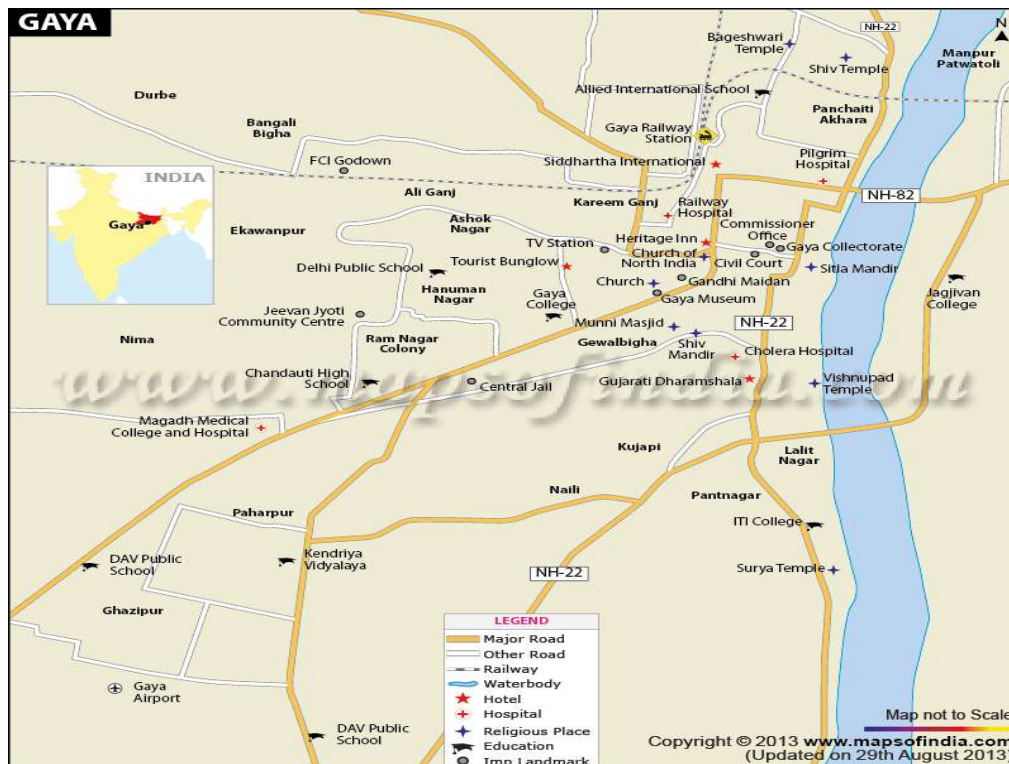 GAYA
NH-22
N
Bageshwari
Temple
Manpur
Patwatoli
Shiv Temple
Durbe
Allied International School
Panchaiti
Akhara
Bangali
Bigha
Gaya Railway
Station
FCI Godown
Siddhartha International
Pilgrim
Hospital
INDIA
Gaya
Ali Ganj
Kareem Ganj
NH-82
Railway
Hospital
Ekawanpur
Ashok
Nagar
Commissioner
Office
TV Station
Heritage Inn
Gaya Collectorate
Church of
North India
Civil Court
Tourist Bunglow
Sitla Mandir
Delhi Public School
Gandhi Maidan
Hanuman
Nagar
Church
Gaya
College
Gaya Museum
Jagjivan
College
Jeevan Jyoti
Community Centre
Munni Masjid
NH-22
Nima
Ram Nagar
Colony
Gewalbigha
Shiv
Mandir
Cholera Hospital
Chandauti High
School
Central Jail
Gujarati Dharamshala
Vishnupad
Temple
www.mapsofindia.com
Magadh Medical
College and Hospital
Kujapi
Lalit
Nagar
Naili
Pantnagar
Paharpur
ITI College
DAV Public
School
Kendriya
Vidyalaya
NH-22
Surya Temple
Ghazipur
LEGEND
Major Road
Other Road
Railway
Waterbody
Hotel
Hospital
Religious Place
Education
Imp Landmark
Gaya
Airport
DAV Public
School
Map not to Scale
Copyright © 2013 www.mapsofindia.com
(Updated on 29th August 2013)